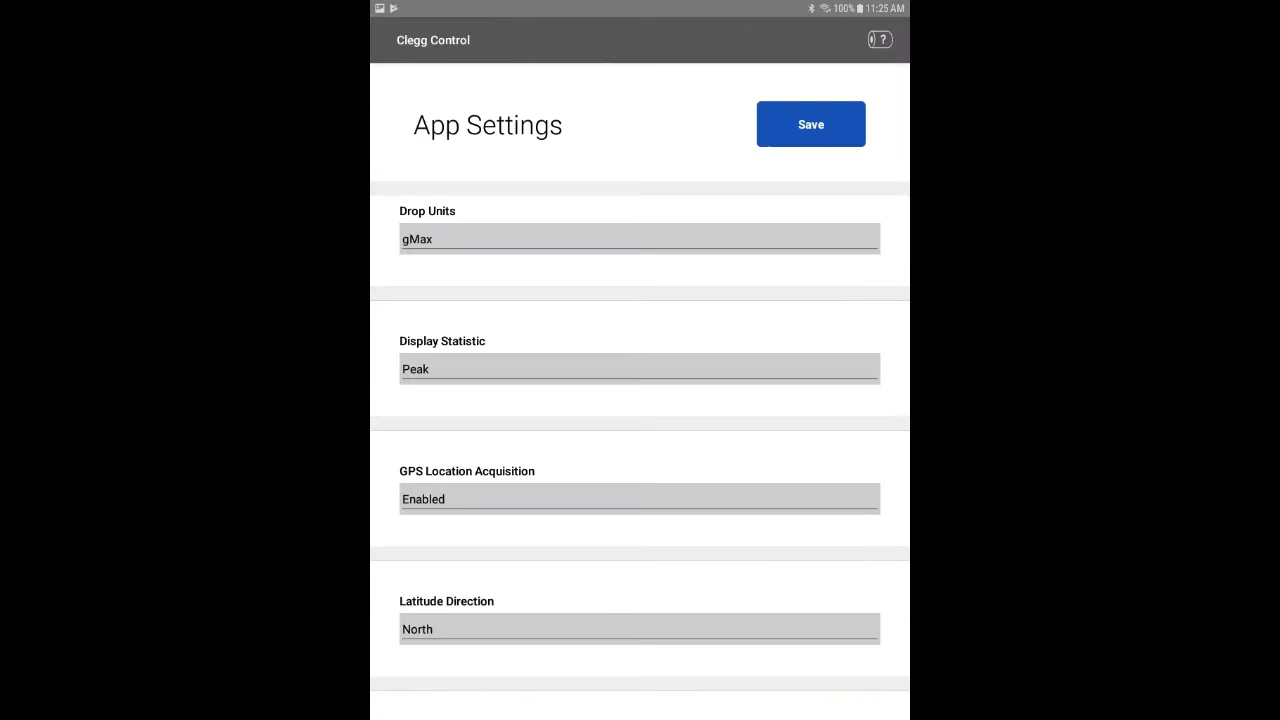 100% 11:25 AM
Clegg Control
?
App Settings
Save
Drop Units
gMax
Display Statistic
Peak
GPS Location Acquisition
Enabled
Latitude Direction
North